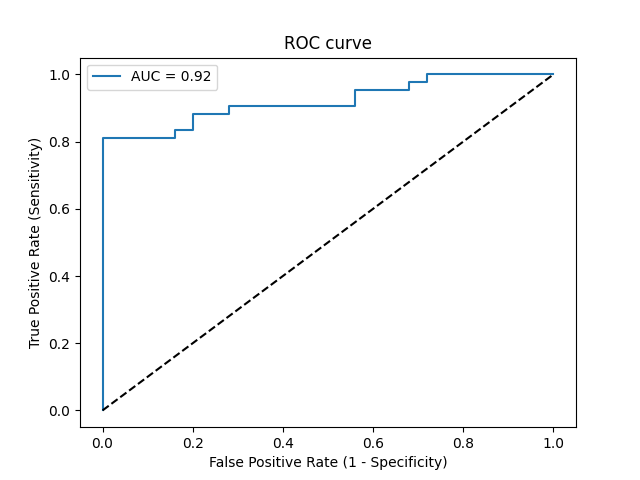 ROC curve
AUC = 0.92
1.0
0.8
0.6
0.4
0.2
0.0
True Positive Rate (Sensitivity)
0.0 0.2 0.4 0.6 0.8 1.0
False Positive Rate (1 - Specificity)